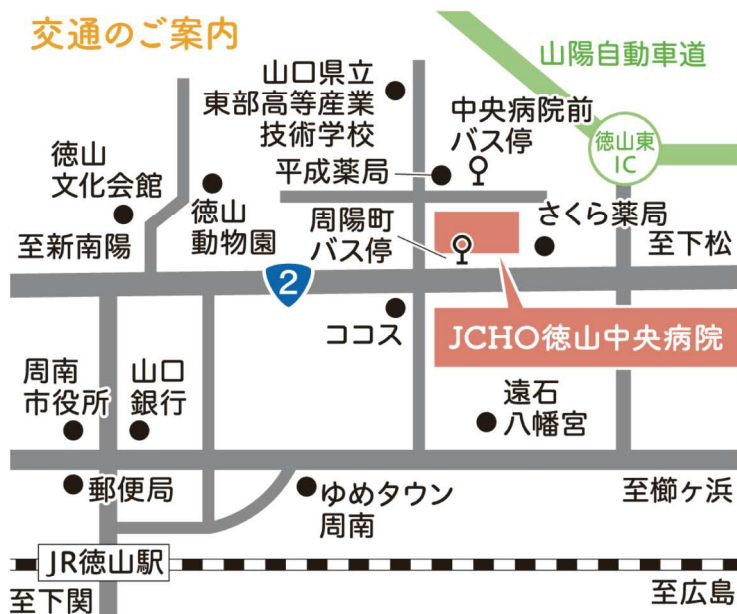 交通のご案内
山陽自動車道
山口県立
東部高等産業
技術学校
中央病院前
バス停
徳山東
IC
平成薬局
徳山
文化会館
徳山
動物園
周陽町
バス停
さくら薬局
至新南陽
至下松
2
ココス
JCHO徳山中央病院
周南
市役所
山口
銀行
遠石
八幡宮
郵便局
ゆめタウン
周南
至櫛ヶ浜
JR徳山駅
至下関
至広島